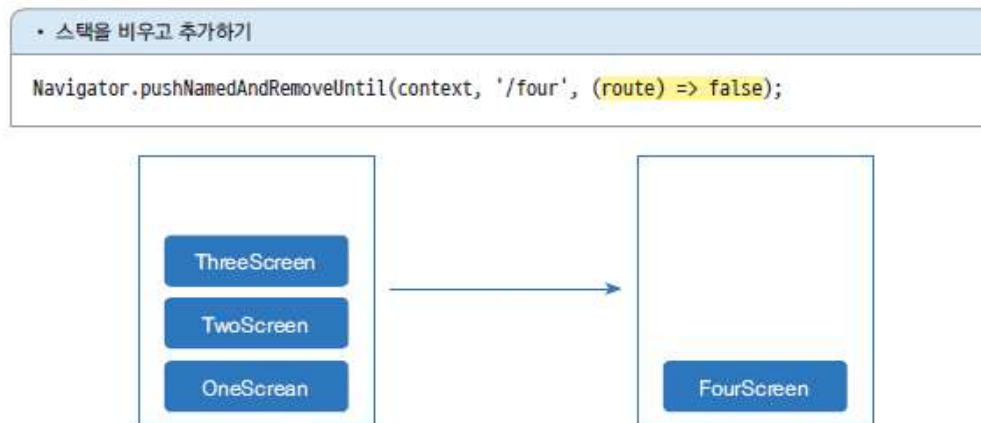 • 스택을 비우고 추가하기
Navigator.pushNamedAndRemoveUntil(context, '/four', (route) => false);
ThreeScreen
TwoScreen
OneScrean
FourScreen